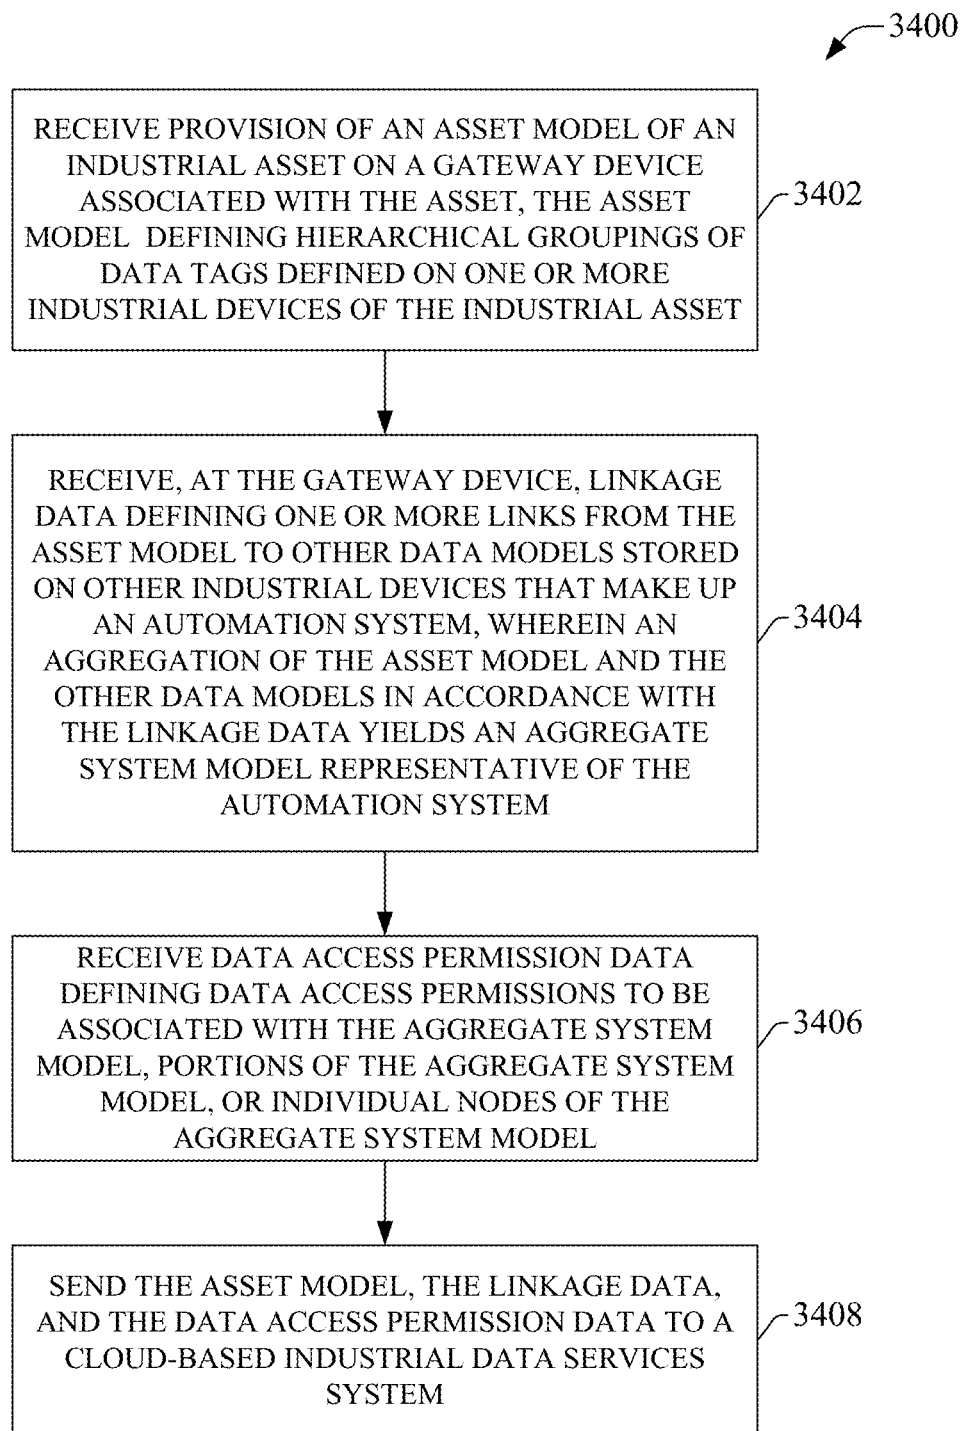 3400
RECEIVE PROVISION OF AN ASSET MODEL OF AN
INDUSTRIAL ASSET ON A GATEWAY DEVICE
ASSOCIATED WITH THE ASSET, THE ASSET
MODEL DEFINING HIERARCHICAL GROUPINGS OF
DATA TAGS DEFINED ON ONE OR MORE
INDUSTRIAL DEVICES OF THE INDUSTRIAL ASSET
3402
RECEIVE, AT THE GATEWAY DEVICE, LINKAGE
DATA DEFINING ONE OR MORE LINKS FROM THE
ASSET MODEL TO OTHER DATA MODELS STORED
ON OTHER INDUSTRIAL DEVICES THAT MAKE UP
AN AUTOMATION SYSTEM, WHEREIN AN
AGGREGATION OF THE ASSET MODEL AND THE
OTHER DATA MODELS IN ACCORDANCE WITH
THE LINKAGE DATA YIELDS AN AGGREGATE
SYSTEM MODEL REPRESENTATIVE OF THE
AUTOMATION SYSTEM
3404
RECEIVE DATA ACCESS PERMISSION DATA
DEFINING DATA ACCESS PERMISSIONS TO BE
ASSOCIATED WITH THE AGGREGATE SYSTEM
MODEL, PORTIONS OF THE AGGREGATE SYSTEM
MODEL, OR INDIVIDUAL NODES OF THE
AGGREGATE SYSTEM MODEL
3406
SEND THE ASSET MODEL, THE LINKAGE DATA,
AND THE DATA ACCESS PERMISSION DATA TO A
CLOUD-BASED INDUSTRIAL DATA SERVICES
SYSTEM
3408